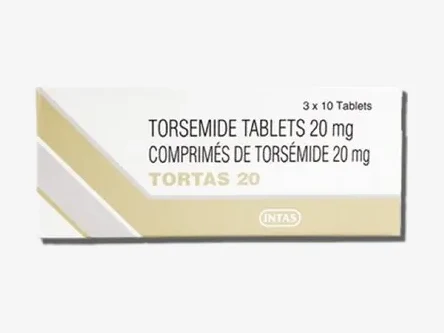 3 x 10 Tablets
TORSEMIDE TABLETS 20 mg
COMPRIMÉS DE TORSÉMIDE 20 mg
TORTAS 20
INTAS